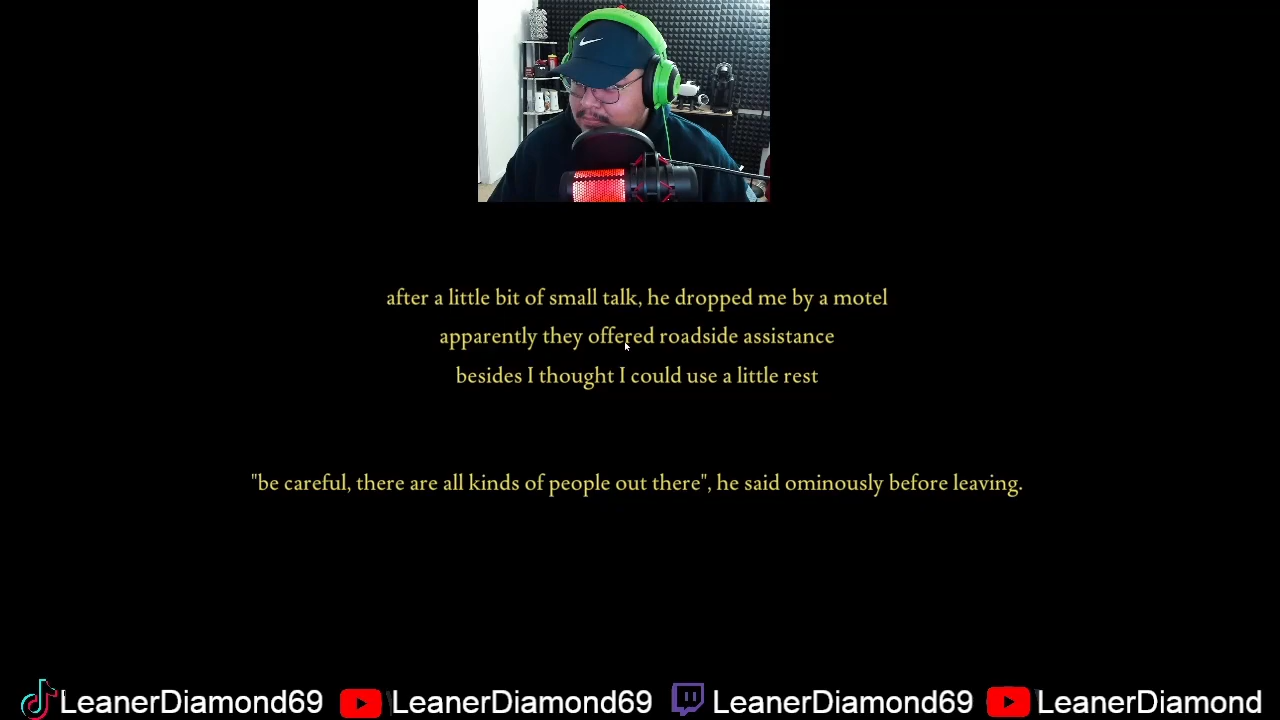 after a little bit of small talk, he dropped me by a motel
apparently they offered roadside assistance
besides I thought I could use a little rest
"be careful, there are all kinds of people out there", he said ominously before leaving.
LeanerDiamond69 LeanerDiamond69 LeanerDiamond69 LeanerDiamond